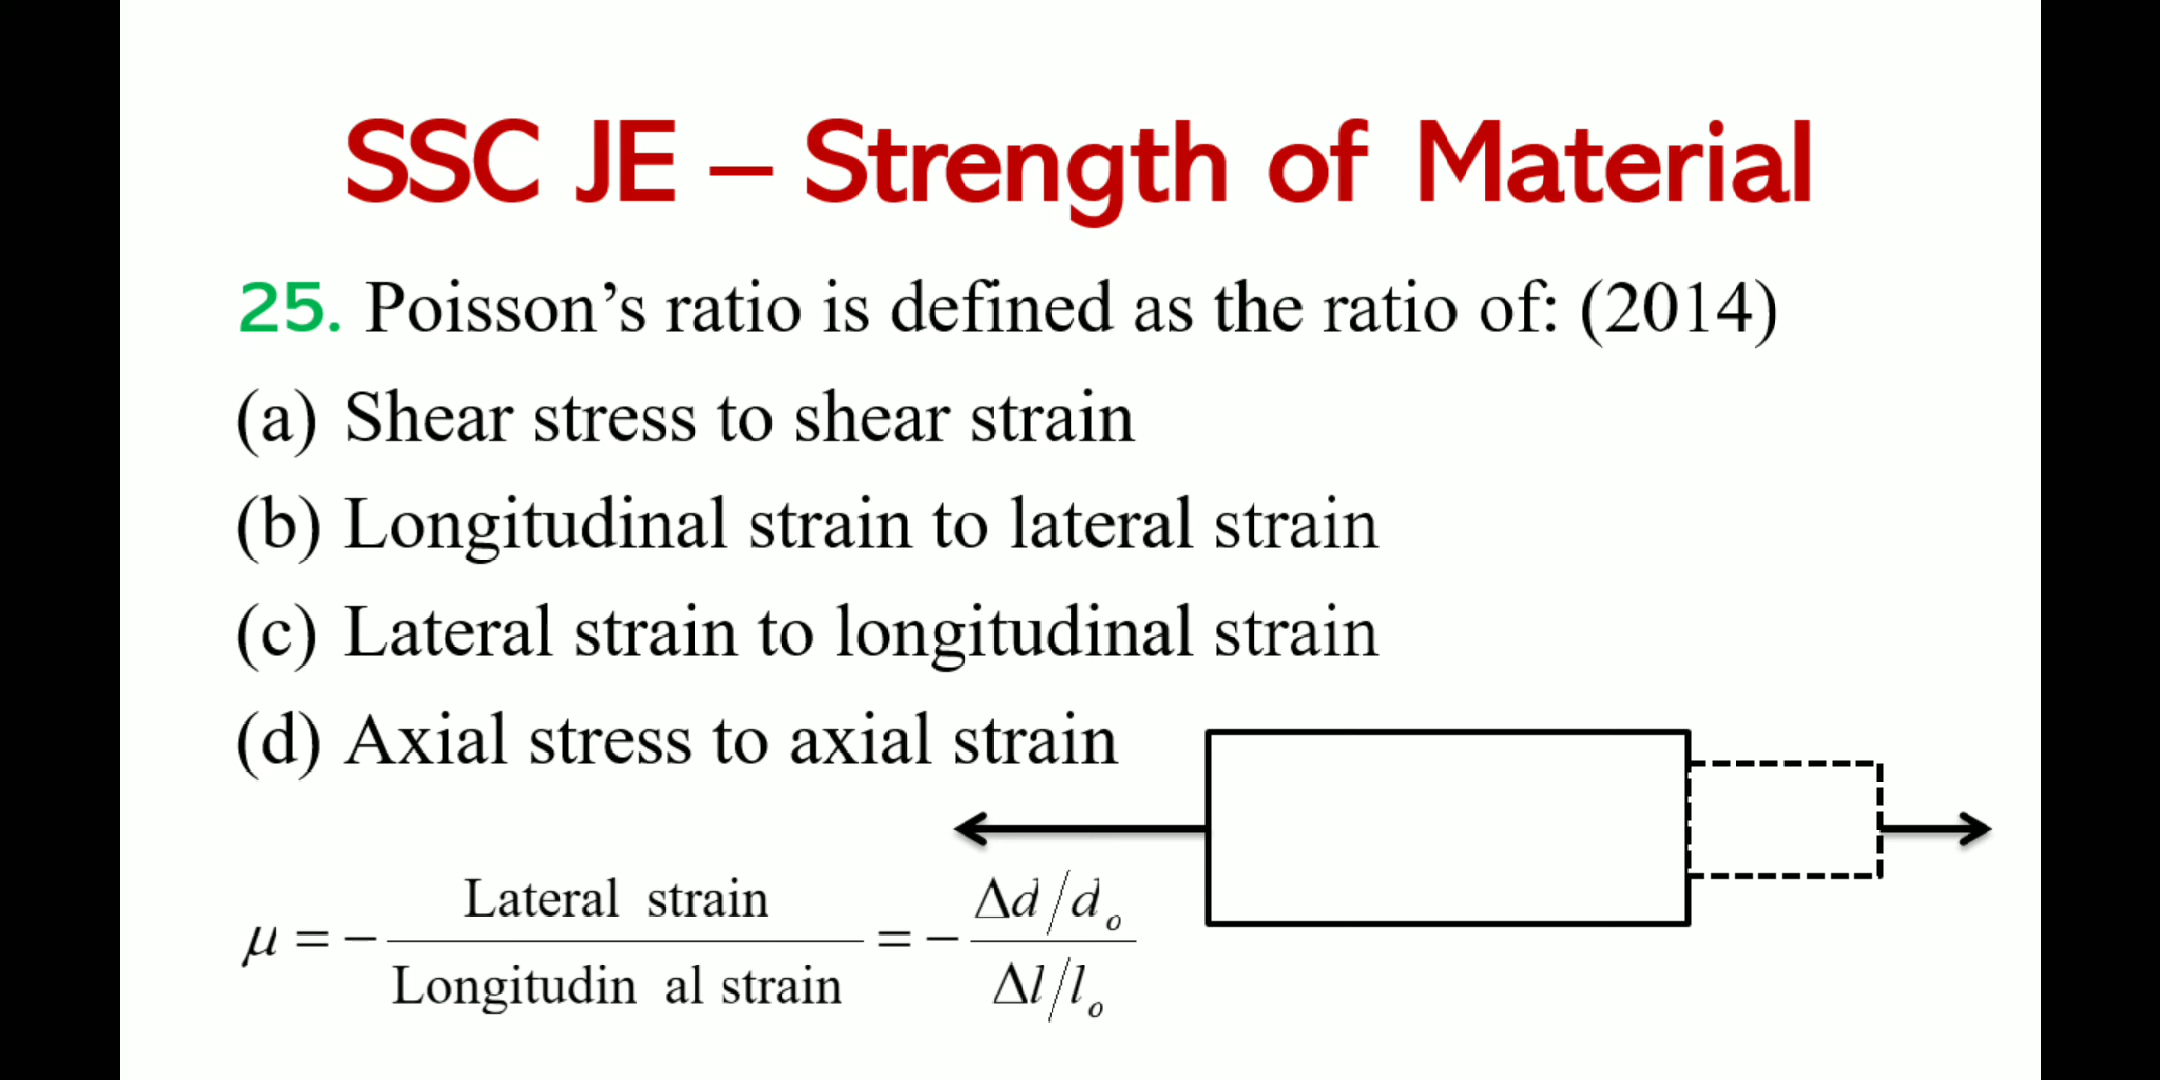 SSC JE – Strength of Material
25. Poisson’s ratio is defined as the ratio of: (2014)
(a) Shear stress to shear strain
(b) Longitudinal strain to lateral strain
(c) Lateral strain to longitudinal strain
(d) Axial stress to axial strain
μ = − Lateral strain / Longitudin al strain = − Δd/dₒ / Δl/lₒ